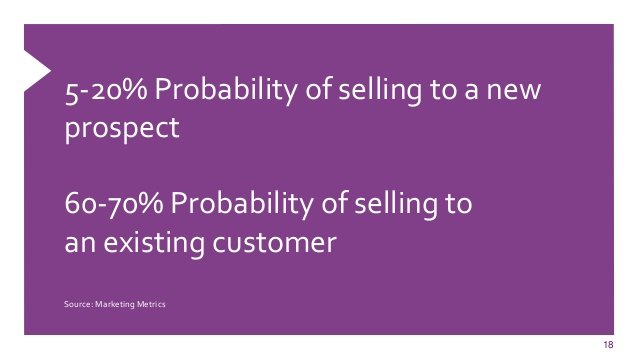 5-20% Probability of selling to a new
prospect
60-70% Probability of selling to
an existing customer
Source: Marketing Metrics
18